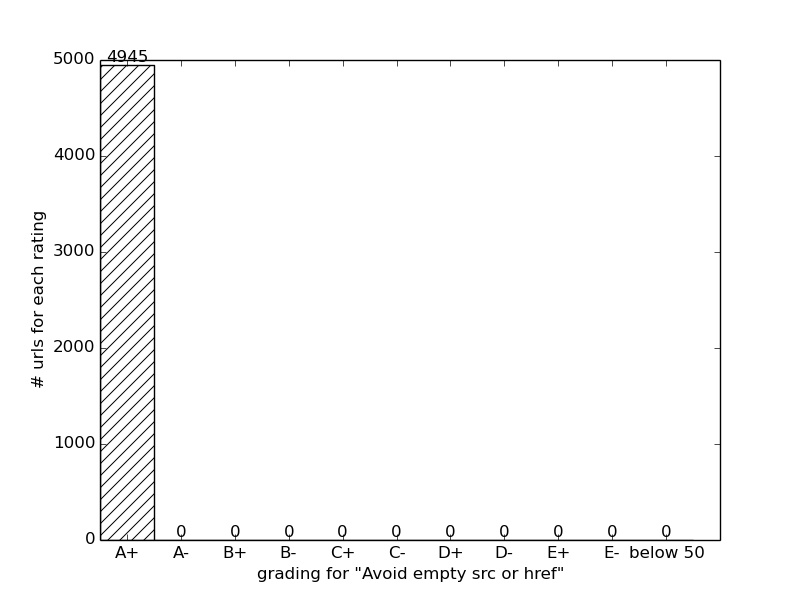 4945
5000
4000
3000
2000
1000
0
# urls for each rating
0 0 0 0 0 0 0 0 0 0
A+ A- B+ B- C+ C- D+ D- E+ E- below 50
grading for "Avoid empty src or href"